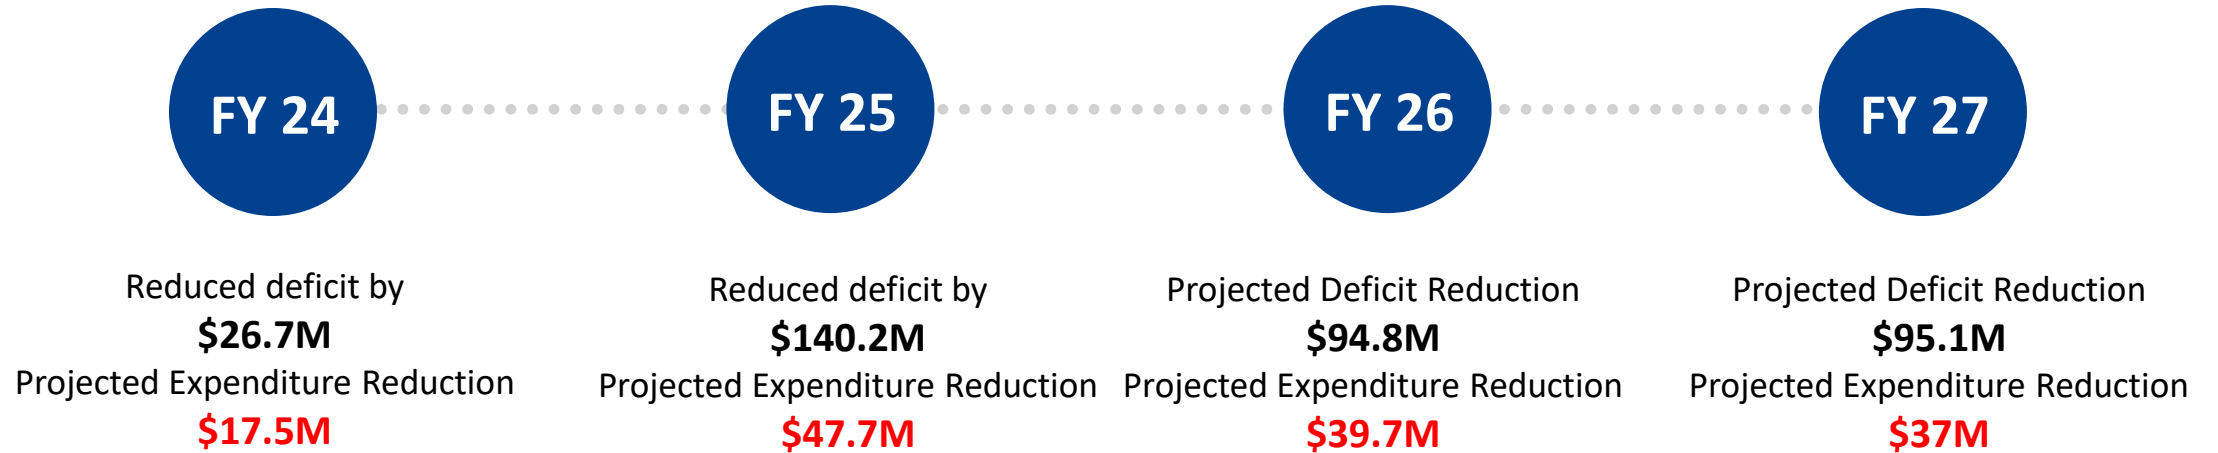 FY 24
FY 25
FY 26
FY 27
Reduced deficit by
$26.7M
Projected Expenditure Reduction
$17.5M
Reduced deficit by
$140.2M
Projected Expenditure Reduction
$47.7M
Projected Deficit Reduction
$94.8M
Projected Expenditure Reduction
$39.7M
Projected Deficit Reduction
$95.1M
Projected Expenditure Reduction
$37M